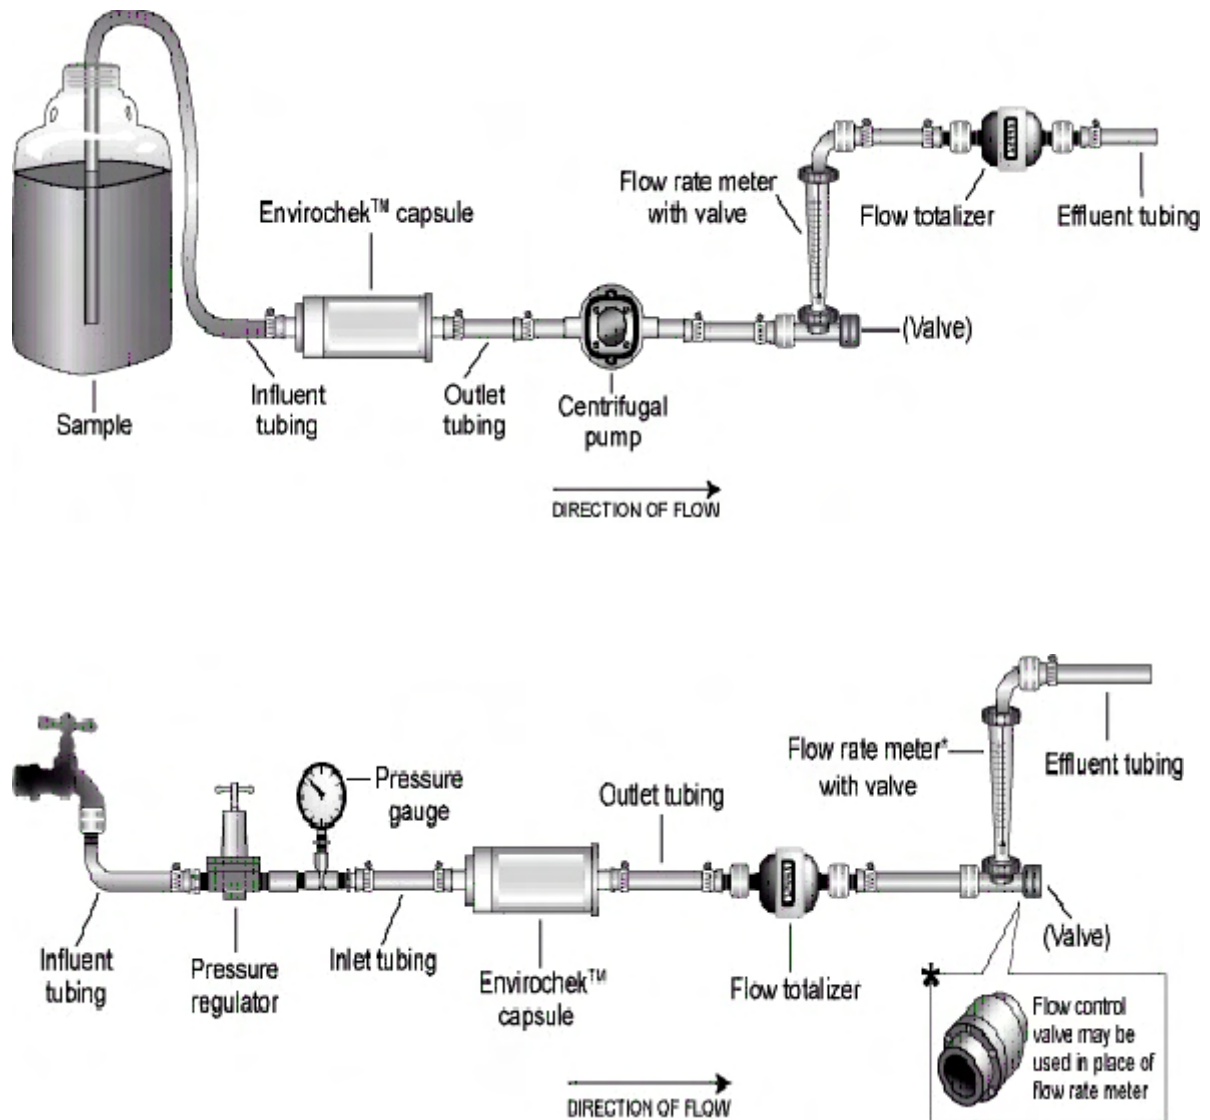 Envirochek™ capsule
Flow rate meter
with valve
Flow totalizer
Effluent tubing
(Valve)
Sample
Influent
tubing
Outlet
tubing
Centrifugal
pump
DIRECTION OF FLOW
Pressure
gauge
Outlet tubing
Flow rate meter*
with valve
Effluent tubing
Influent
tubing
Pressure
regulator
Inlet tubing
Envirochek™
capsule
Flow totalizer
(Valve)
*
Flow control
valve may be
used in place of
flow rate meter
DIRECTION OF FLOW